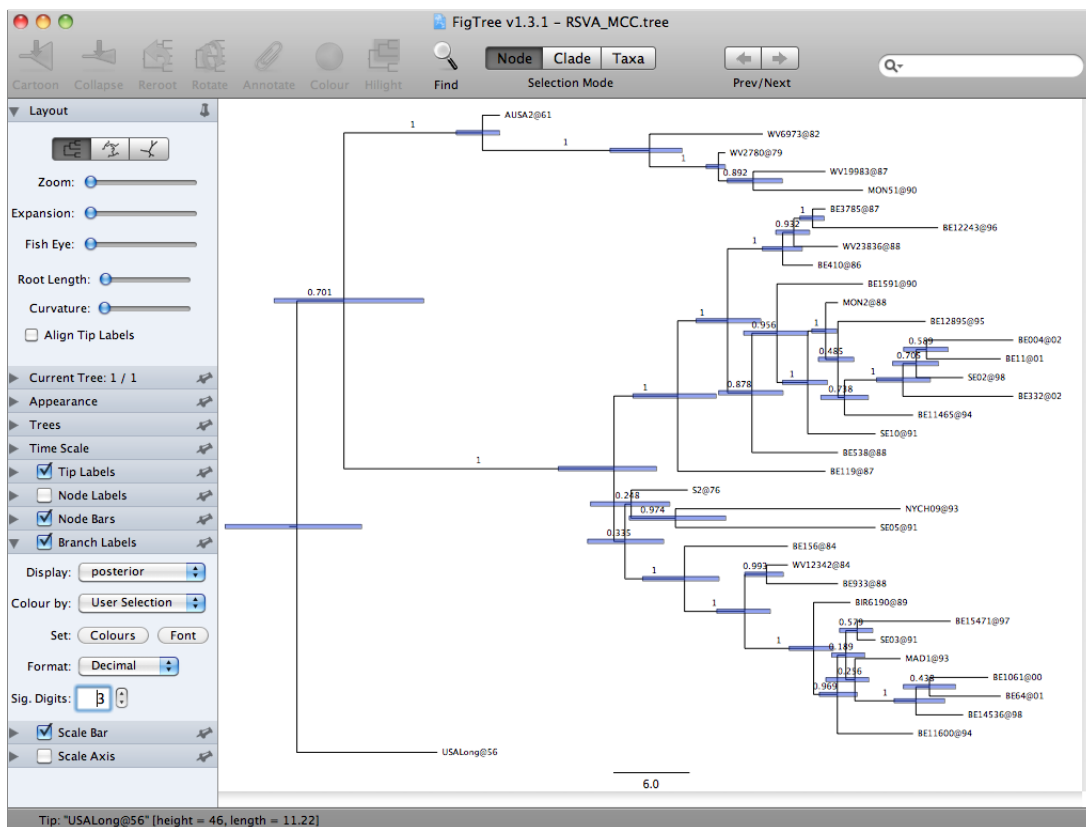 FigTree v1.3.1 – RSVA_MCC.tree
Cartoon Collapse Reroot Rotate Annotate Colour Hilight Find Node Clade Taxa Selection Mode Prev/Next
Layout
Zoom:
Expansion:
Fish Eye:
Root Length:
Curvature:
Align Tip Labels
Current Tree: 1 / 1
Appearance
Trees
Time Scale
Tip Labels
Node Labels
Node Bars
Branch Labels
Display: posterior
Colour by: User Selection
Set: Colours Font
Format: Decimal
Sig. Digits: 3
Scale Bar
Scale Axis
AUSA2@61
1
WV6973@82
1
WV2780@79
1
0.892
WV19983@87
MON51@90
BE3785@87
1
0.932
BE12243@96
1
WV23836@88
BE410@86
0.701
BE1591@90
MON2@88
1
0.956
1
BE12895@95
BE004@02
0.589
0.485
0.705
BE11@01
1
SE02@98
1
1
0.878
0.738
BE332@02
BE11465@94
SE10@91
BE538@88
1
BE119@87
S2@76
0.248
0.974
NYCH09@93
SE05@91
0.335
BE156@84
WV12342@84
0.993
1
BE933@88
1
BIR6190@89
BE15471@97
0.579
SE03@91
1
0.189
MAD1@93
0.256
BE1061@00
0.969
0.438
1
BE64@01
BE14536@98
BE11600@94
USALong@56
6.0
Tip: "USALong@56" [height = 46, length = 11.22]